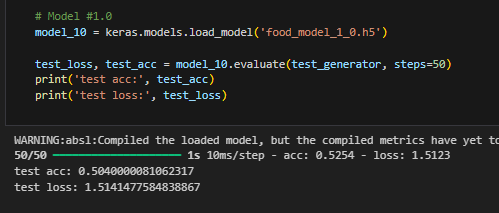 # Model #1.0
model_10 = keras.models.load_model('food_model_1_0.h5')
test_loss, test_acc = model_10.evaluate(test_generator, steps=50)
print('test acc:', test_acc)
print('test loss:', test_loss)
WARNING:absl:Compiled the loaded model, but the compiled metrics have yet to
50/50 ━━━━━━━━━━━━━━━━━━━━ 1s 10ms/step - acc: 0.5254 - loss: 1.5123
test acc: 0.5040000081062317
test loss: 1.5141477584838867